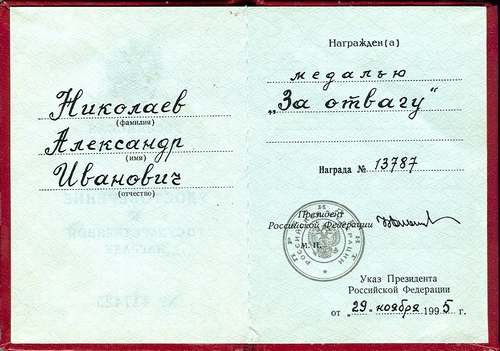 Николаев
(фамилия)
Александр
(имя)
Иванович
(отчество)
Награжден(а)
медалью
„За отвагу“
Награда № 13787
Президент
Российской Федерации
М. П.
Указ Президента
Российской Федерации
от „29„ ноября 1995 г.